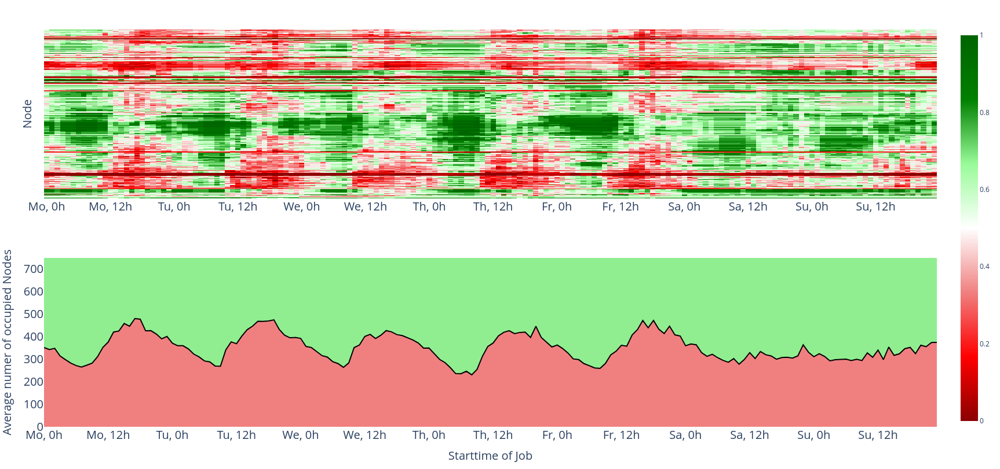 Node
Mo, 0h Mo, 12h Tu, 0h Tu, 12h We, 0h We, 12h Th, 0h Th, 12h Fr, 0h Fr, 12h Sa, 0h Sa, 12h Su, 0h Su, 12h
1
0.8
0.6
0.4
0.2
0
Average numer of occupied Nodes
700
600
500
400
300
200
100
0
Mo, 0h Mo, 12h Tu, 0h Tu, 12h We, 0h We, 12h Th, 0h Th, 12h Fr, 0h Fr, 12h Sa, 0h Sa, 12h Su, 0h Su, 12h
Starttime of Job